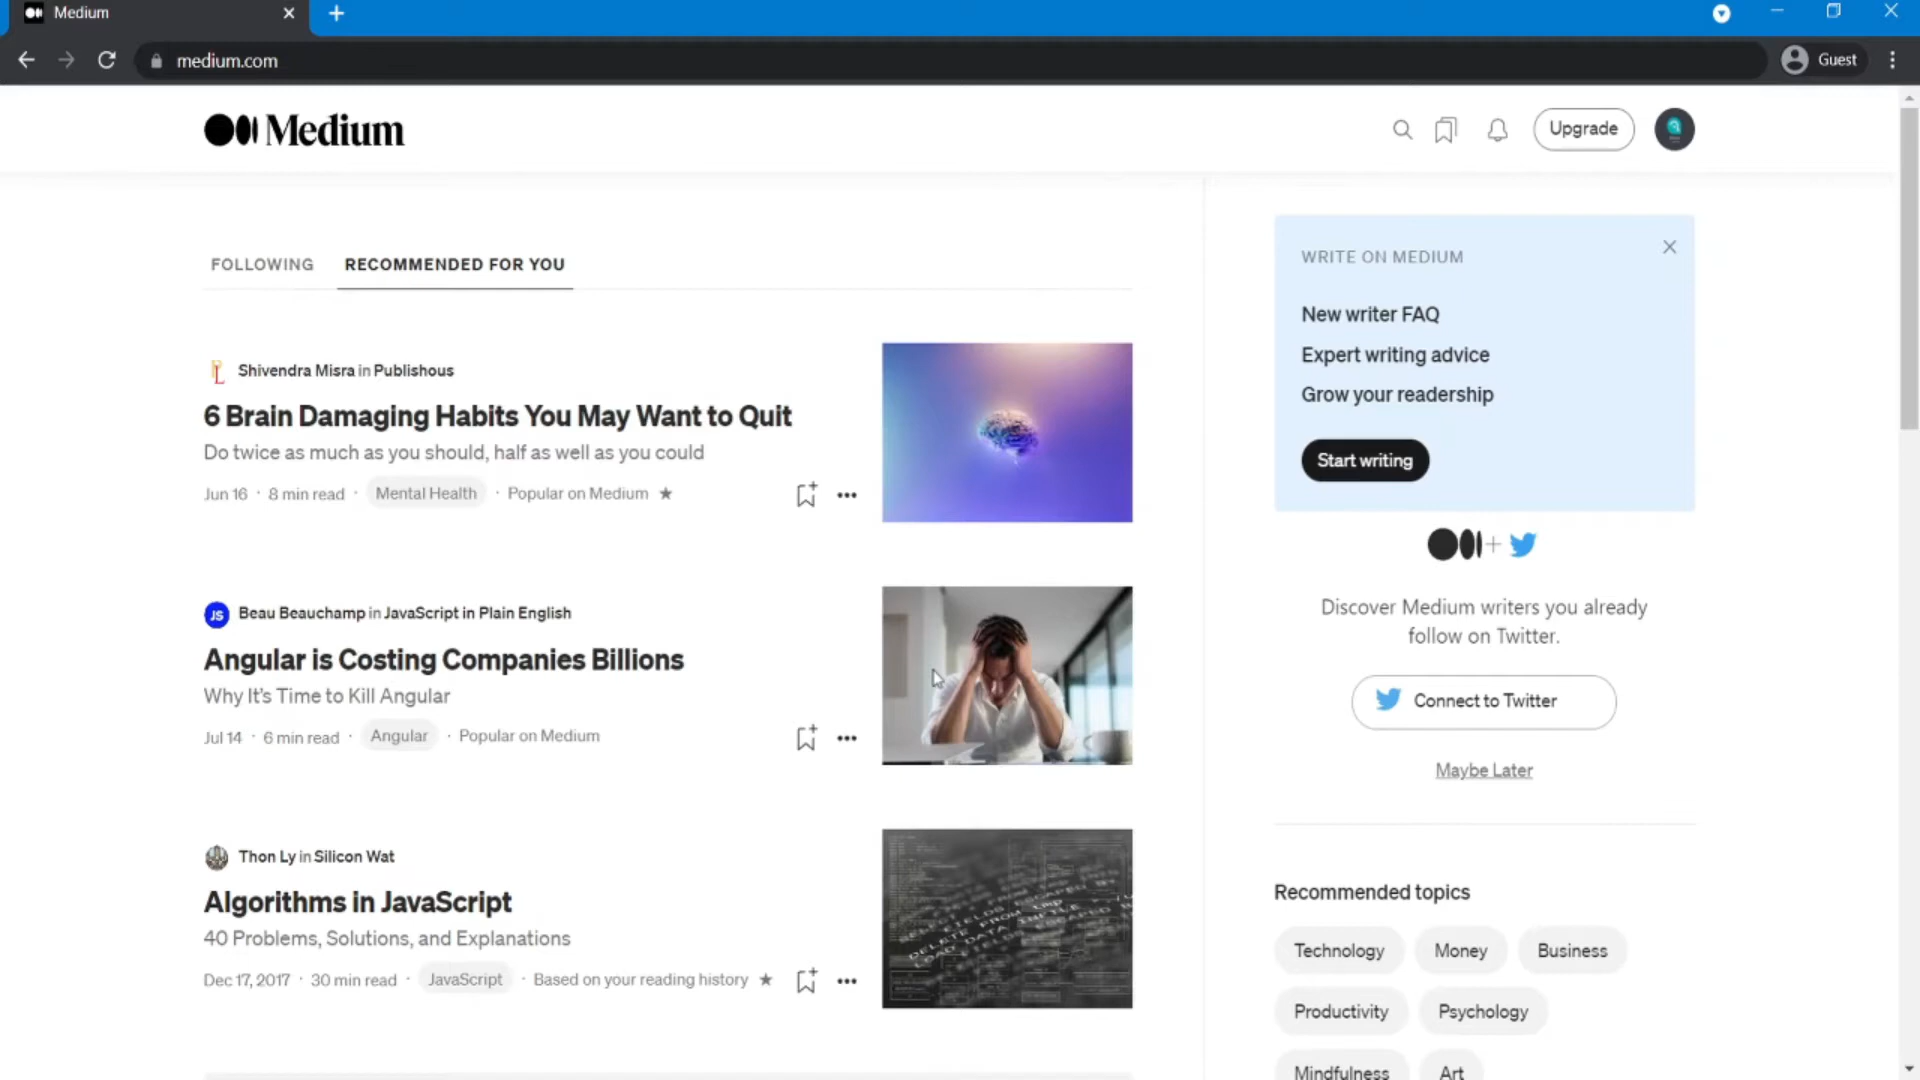 Medium
medium.com
Guest
Medium
Upgrade
FOLLOWING
RECOMMENDED FOR YOU
Shivendra Misra in Publishous
6 Brain Damaging Habits You May Want to Quit
Do twice as much as you should, half as well as you could
Jun 16 · 8 min read · Mental Health · Popular on Medium
JS Beau Beauchamp in JavaScript in Plain English
Angular is Costing Companies Billions
Why It's Time to Kill Angular
Jul 14 · 6 min read · Angular · Popular on Medium
Thon Ly in Silicon Wat
Algorithms in JavaScript
40 Problems, Solutions, and Explanations
Dec 17, 2017 · 30 min read · JavaScript · Based on your reading history
WRITE ON MEDIUM
New writer FAQ
Expert writing advice
Grow your readership
Start writing
Discover Medium writers you already
follow on Twitter.
Connect to Twitter
Maybe Later
Recommended topics
Technology Money Business
Productivity Psychology
Mindfulness Art